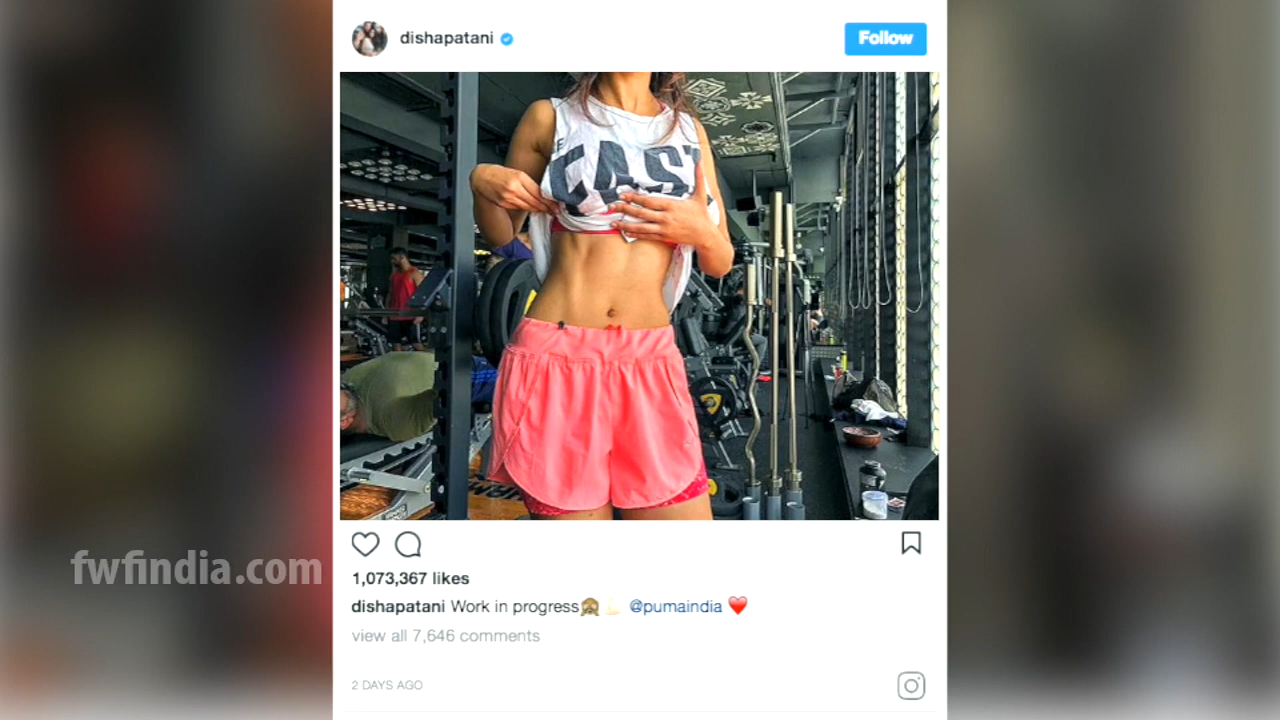 dishapatani
Follow
EAST
fwfindia.com
1,073,367 likes
dishapatani Work in progress🙈💪🏻 @pumaindia ❤️
view all 7,646 comments
2 DAYS AGO